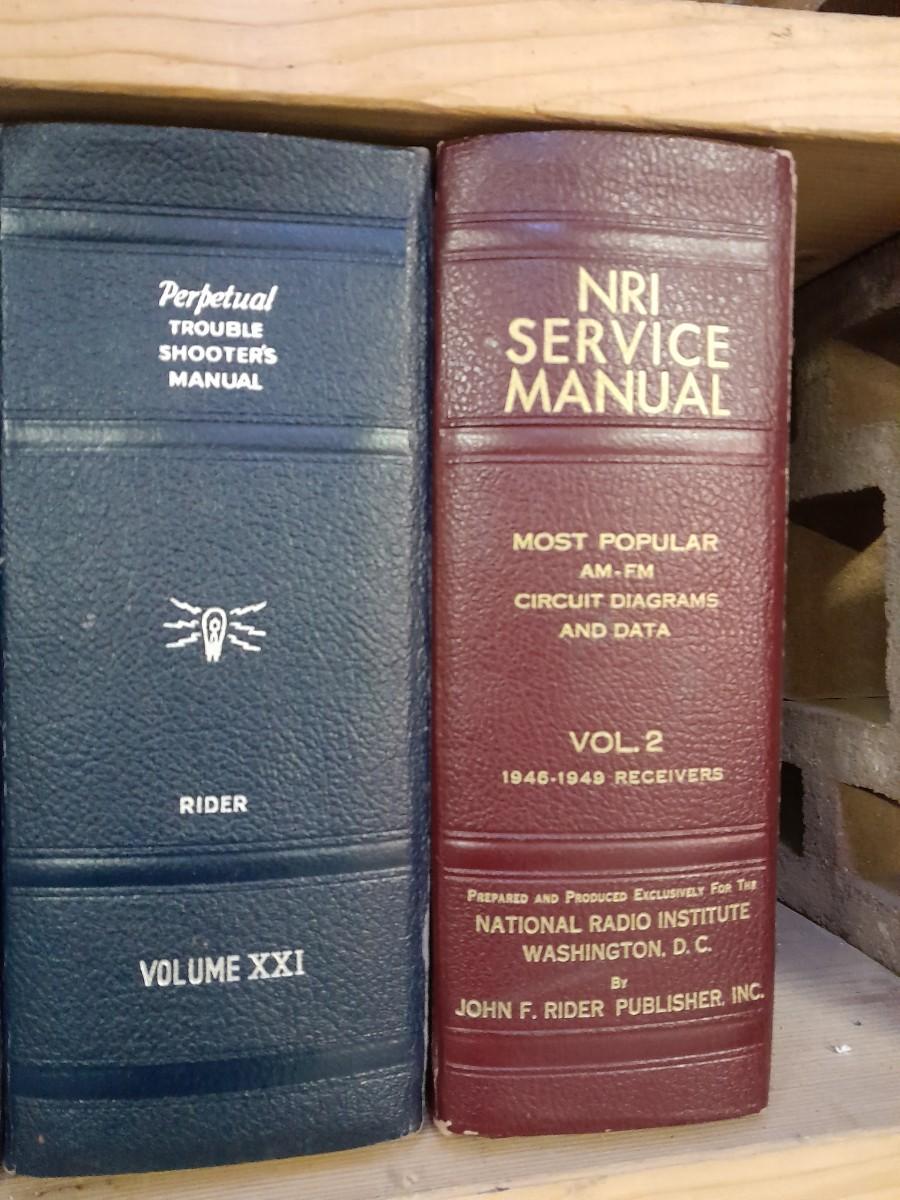 Perpetual
TROUBLE
SHOOTER'S
MANUAL
RIDER
VOLUME XXI
NRI
SERVICE
MANUAL
MOST POPULAR
AM-FM
CIRCUIT DIAGRAMS
AND DATA
VOL. 2
1946-1949 RECEIVERS
PREPARED AND PRODUCED EXCLUSIVELY FOR THE
NATIONAL RADIO INSTITUTE
WASHINGTON, D. C.
BY
JOHN F. RIDER PUBLISHER, INC.